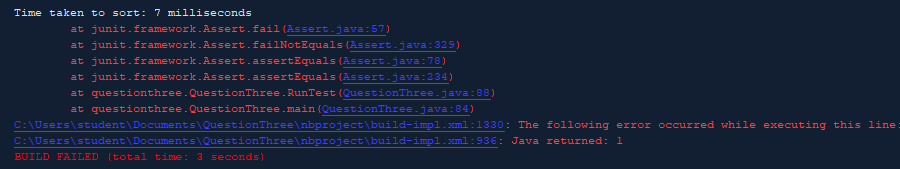 Time taken to sort: 7 milliseconds
at junit.framework.Assert.fail(Assert.java:57)
at junit.framework.Assert.failNotEquals(Assert.java:329)
at junit.framework.Assert.assertEquals(Assert.java:78)
at junit.framework.Assert.assertEquals(Assert.java:234)
at questionthree.QuestionThree.RunTest(QuestionThree.java:88)
at questionthree.QuestionThree.main(QuestionThree.java:84)
C:\Users\student\Documents\QuestionThree\nbproject\build-impl.xml:1330: The following error occurred while executing this line:
C:\Users\student\Documents\QuestionThree\nbproject\build-impl.xml:936: Java returned: 1
BUILD FAILED (total time: 3 seconds)